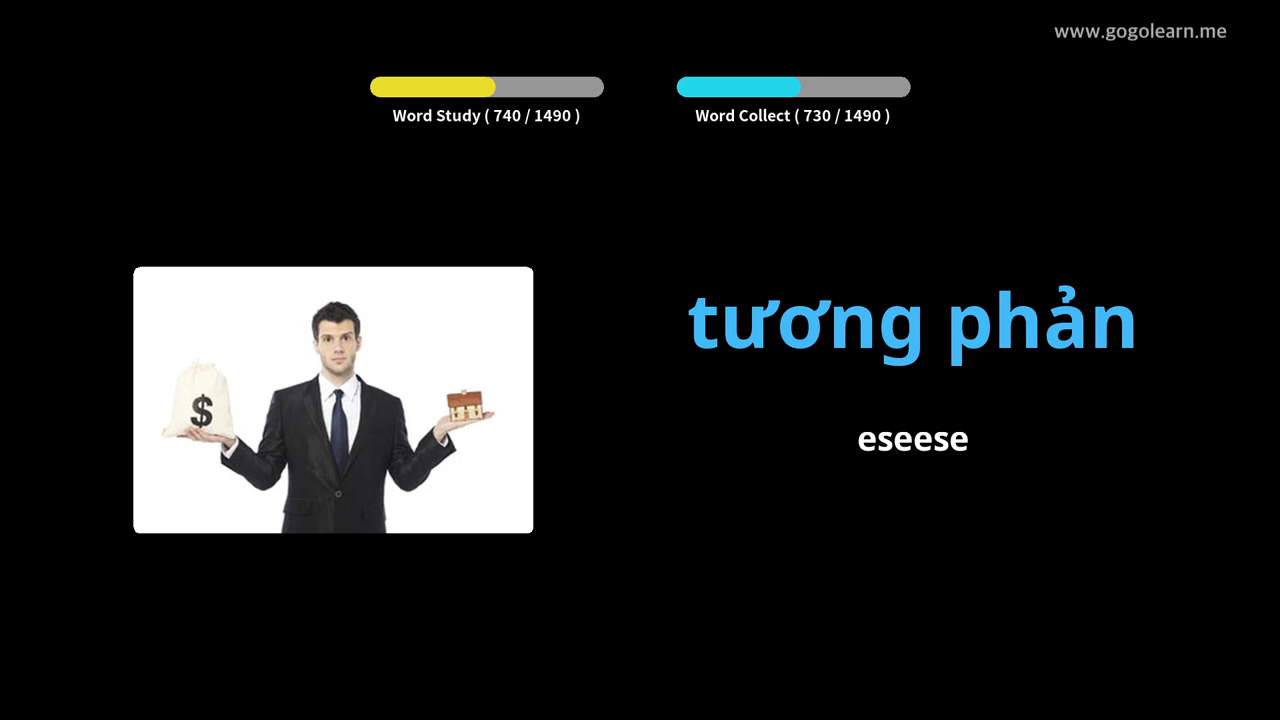 www.gogolearn.me
Word Study ( 740 / 1490 )
Word Collect ( 730 / 1490 )
tương phản
$
eseese